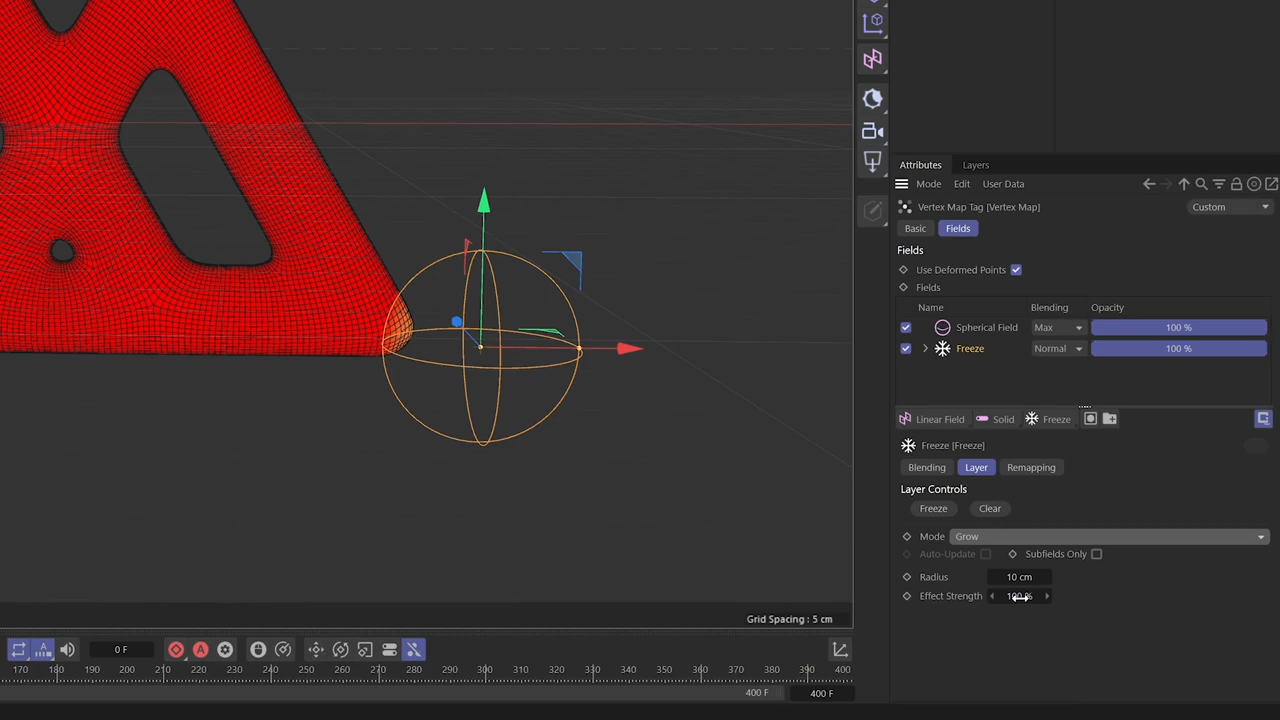 Attributes Layers
Mode Edit User Data
Vertex Map Tag [Vertex Map] Custom
Basic Fields
Fields
Use Deformed Points
Fields
Name Blending Opacity
Spherical Field Max 100 %
Freeze Normal 100 %
Linear Field Solid Freeze
Freeze [Freeze]
Blending Layer Remapping
Layer Controls
Freeze Clear
Mode Grow
Auto-Update Subfields Only
Radius 10 cm
Effect Strength 100 %
Grid Spacing : 5 cm
0 F
170 180 190 200 210 220 230 240 250 260 270 280 290 300 310 320 330 340 350 360 370 380 390 400
400 F 400 F